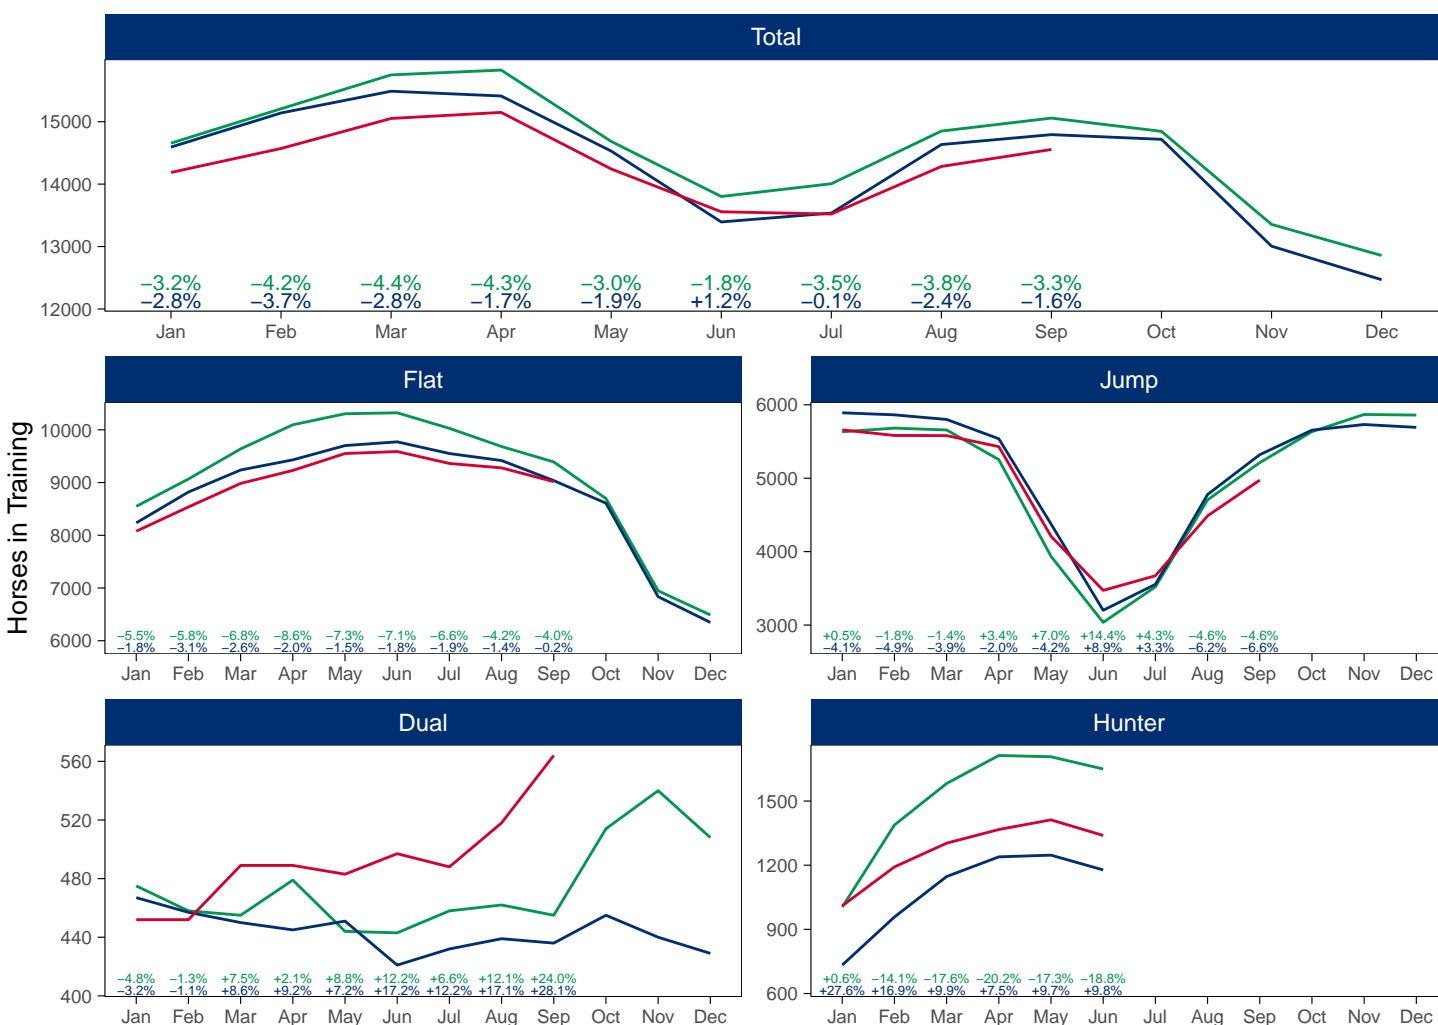 Total
15000
14000
13000
12000
−3.2% −4.2% −4.4% −4.3% −3.0% −1.8% −3.5% −3.8% −3.3%
−2.8% −3.7% −2.8% −1.7% −1.9% +1.2% −0.1% −2.4% −1.6%
Jan Feb Mar Apr May Jun Jul Aug Sep Oct Nov Dec
Horses in Training
Flat
10000
9000
8000
7000
6000
−5.5% −5.8% −6.8% −8.6% −7.3% −7.1% −6.6% −4.2% −4.0%
−1.8% −3.1% −2.6% −2.0% −1.5% −1.8% −1.9% −1.4% −0.2%
Jan Feb Mar Apr May Jun Jul Aug Sep Oct Nov Dec
Jump
6000
5000
4000
3000
+0.5% −1.8% −1.4% +3.4% +7.0% +14.4% +4.3% −4.6% −4.6%
−4.1% −4.9% −3.9% −2.0% −4.2% +8.9% +3.3% −6.2% −6.6%
Jan Feb Mar Apr May Jun Jul Aug Sep Oct Nov Dec
Dual
560
520
480
440
400
−4.8% −1.3% +7.5% +2.1% +8.8% +12.2% +6.6% +12.1% +24.0%
−3.2% −1.1% +8.6% +9.2% +7.2% +17.2% +12.2% +17.1% +28.1%
Jan Feb Mar Apr May Jun Jul Aug Sep Oct Nov Dec
Hunter
1500
1200
900
600
+0.6% −14.1% −17.6% −20.2% −17.3% −18.8%
+27.6% +16.9% +9.9% +7.5% +9.7% +9.8%
Jan Feb Mar Apr May Jun Jul Aug Sep Oct Nov Dec